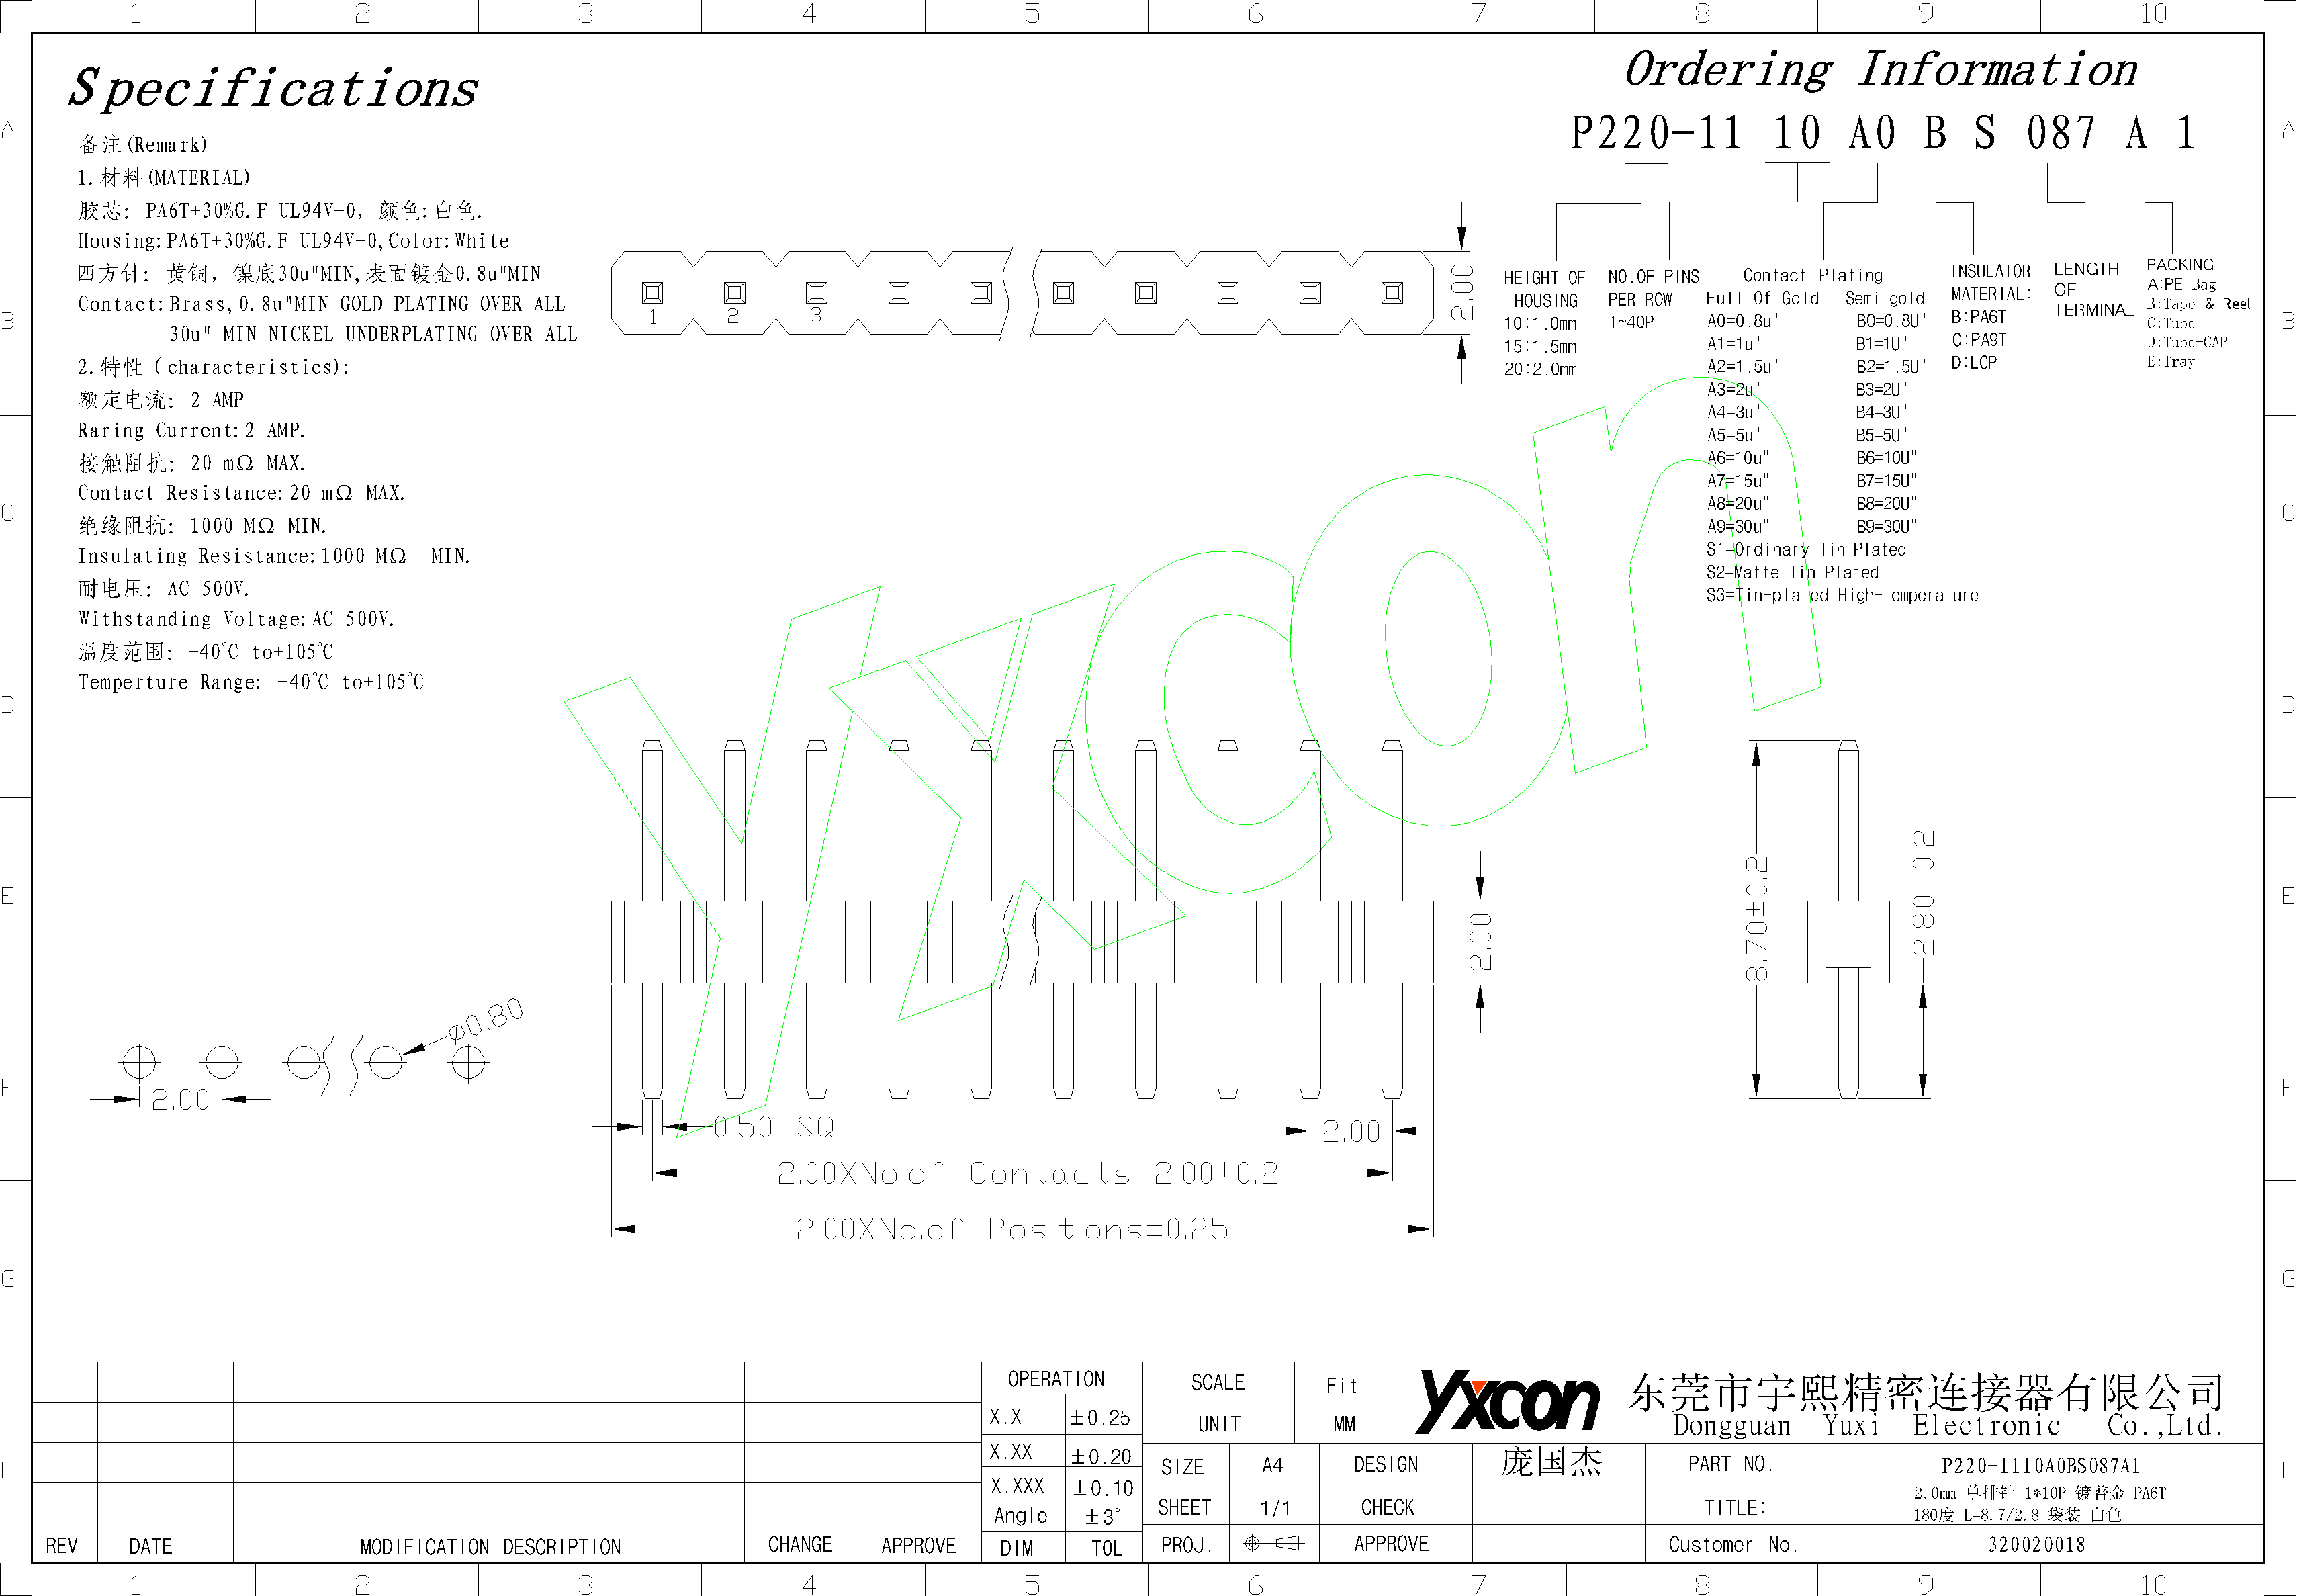 1 2 3 4 5 6 7 8 9 10
A
B
C
D
E
F
G
H
A
B
C
D
E
F
G
H
Specifications
备注(Remark)
1.材料(MATERIAL)
胶芯: PA6T+30%G.F UL94V-0, 颜色:白色.
Housing:PA6T+30%G.F UL94V-0,Color:White
四方针: 黄铜, 镍底30u"MIN,表面镀金0.8u"MIN
Contact:Brass,0.8u"MIN GOLD PLATING OVER ALL
30u" MIN NICKEL UNDERPLATING OVER ALL
2.特性(characteristics):
额定电流: 2 AMP
Raring Current:2 AMP.
接触阻抗: 20 mΩ MAX.
Contact Resistance:20 mΩ MAX.
绝缘阻抗: 1000 MΩ MIN.
Insulating Resistance:1000 MΩ MIN.
耐电压: AC 500V.
Withstanding Voltage:AC 500V.
温度范围: -40℃ to+105℃
Temperture Range: -40℃ to+105℃
Ordering Information
P220-11 10 A0 B S 087 A 1
HEIGHT OF
HOUSING
10:1.0mm
15:1.5mm
20:2.0mm
NO.OF PINS
PER ROW
1~40P
Contact Plating
Full Of Gold Semi-gold
A0=0.8u" B0=0.8U"
A1=1u" B1=1U"
A2=1.5u" B2=1.5U"
A3=2u" B3=2U"
A4=3u" B4=3U"
A5=5u" B5=5U"
A6=10u" B6=10U"
A7=15u" B7=15U"
A8=20u" B8=20U"
A9=30u" B9=30U"
S1=Ordinary Tin Plated
S2=Matte Tin Plated
S3=Tin-plated High-temperature
INSULATOR
MATERIAL:
B:PA6T
C:PA9T
D:LCP
LENGTH
OF
TERMINAL
PACKING
A:PE Bag
B:Tape & Reel
C:Tube
D:Tube-CAP
E:Tray
1 2 3
2.00
Yxcon
2.00
8.70±0.2
2.80±0.2
ø0.80
2.00
0.50 SQ
2.00
2.00XNo.of Contacts-2.00±0.2
2.00XNo.of Positions±0.25
OPERATION
X.X ±0.25
X.XX ±0.20
X.XXX ±0.10
Angle ±3°
DIM TOL
REV DATE MODIFICATION DESCRIPTION CHANGE APPROVE
SCALE Fit
UNIT MM
SIZE A4 DESIGN 庞国杰
SHEET 1/1 CHECK
PROJ. APPROVE
Yxcon
东莞市宇熙精密连接器有限公司
Dongguan Yuxi Electronic Co.,Ltd.
PART NO. P220-1110A0BS087A1
TITLE: 2.0mm 单排针 1*10P 镀普金 PA6T
180度 L=8.7/2.8 袋装 白色
Customer No. 320020018
1 2 3 4 5 6 7 8 9 10